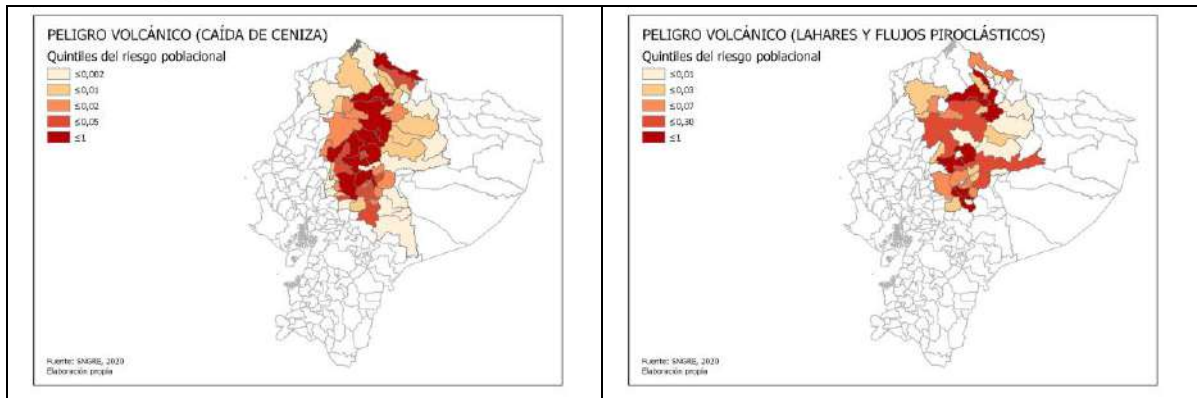 PELIGRO VOLCÁNICO (CAÍDA DE CENIZA)
Quintiles del riesgo poblacional
≤0,002
≤0,01
≤0,02
≤0,05
≤1
Fuente: SNGRE, 2020
Elaboración propia
PELIGRO VOLCÁNICO (LAHARES Y FLUJOS PIROCLÁSTICOS)
Quintiles del riesgo poblacional
≤0,01
≤0,03
≤0,07
≤0,30
≤1
Fuente: SNGRE, 2020
Elaboración propia